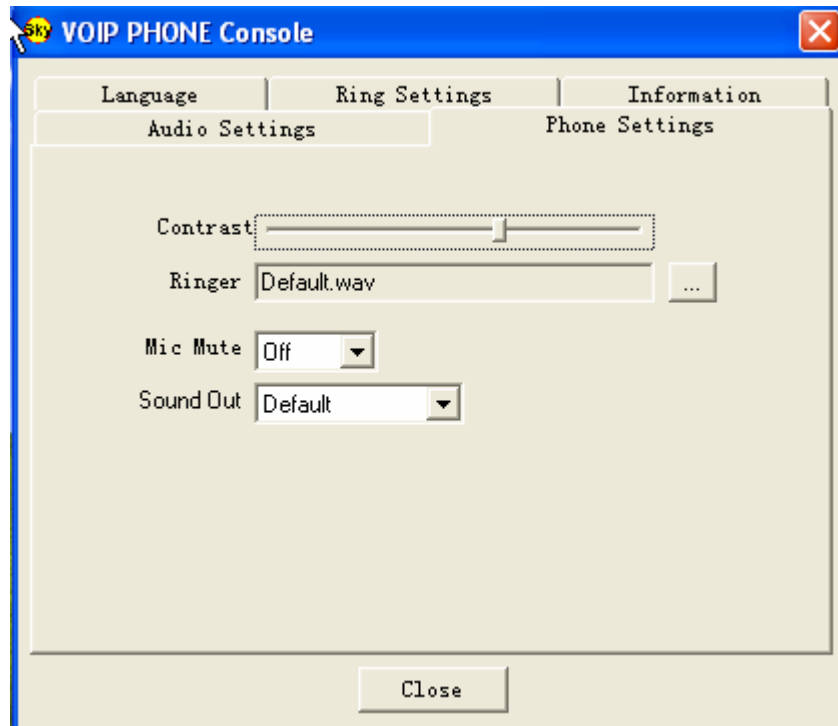 Sky VOIP PHONE Console
Language Ring Settings Information
Audio Settings Phone Settings
Contrast
Ringer Default.wav ...
Mic Mute Off
Sound Out Default
Close